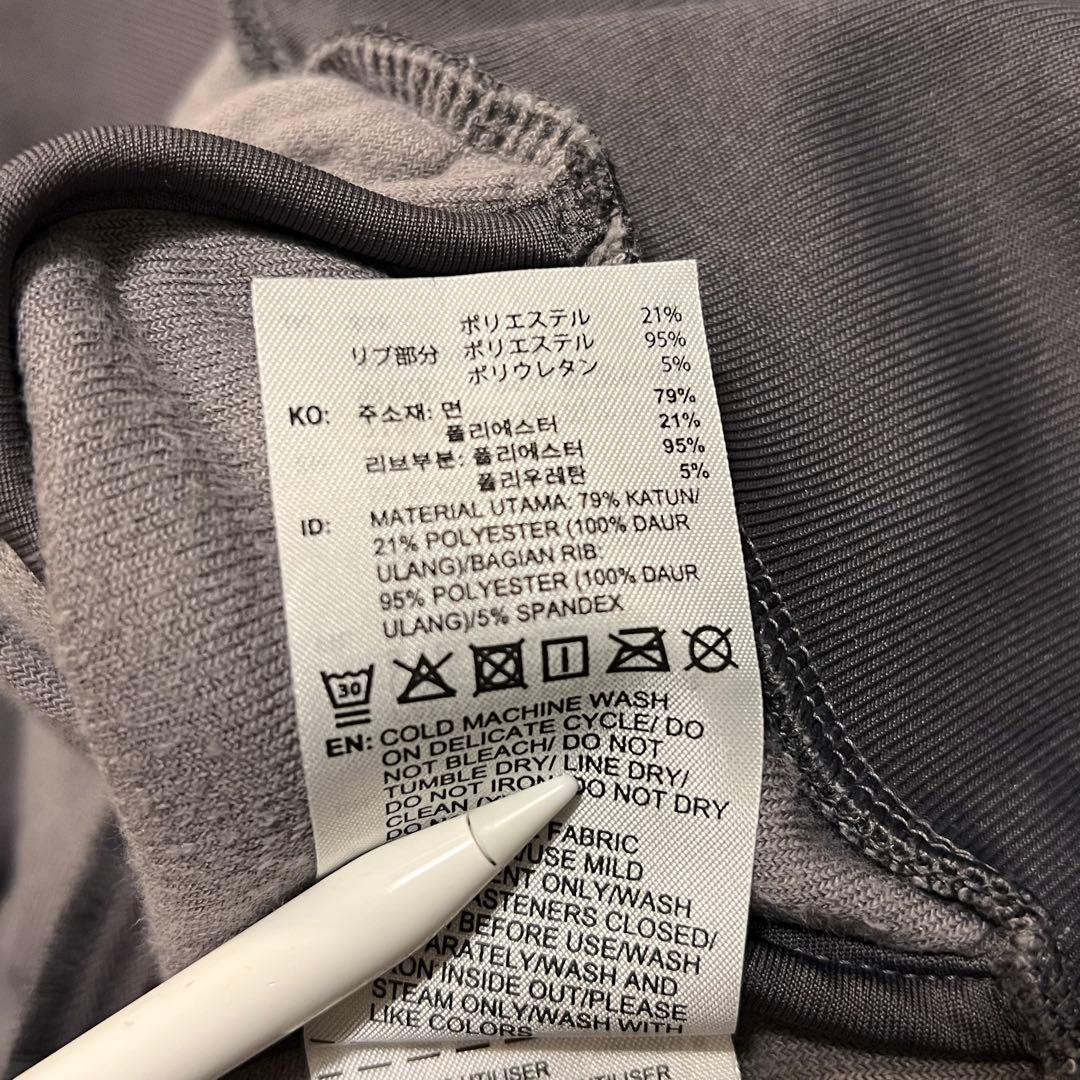 ポリエステル 21%
リブ部分 ポリエステル 95%
ポリウレタン 5%
KO: 주소재: 면 79%
폴리에스터 21%
리브부분: 폴리에스터 95%
폴리우레탄 5%
ID: MATERIAL UTAMA: 79% KATUN/
21% POLYESTER (100% DAUR
ULANG)/BAGIAN RIB:
95% POLYESTER (100% DAUR
ULANG)/5% SPANDEX
30
EN: COLD MACHINE WASH
ON DELICATE CYCLE/ DO
NOT BLEACH/ DO NOT
TUMBLE DRY/ LINE DRY/
DO NOT IRON/ DO NOT DRY
CLEAN
FABRIC
USE MILD
ONLY/WASH
CLOSED/
BEFORE USE/WASH
AND
INSIDE OUT/PLEASE
STEAM ONLY/WASH WITH
LIKE COLORS
UTILISER